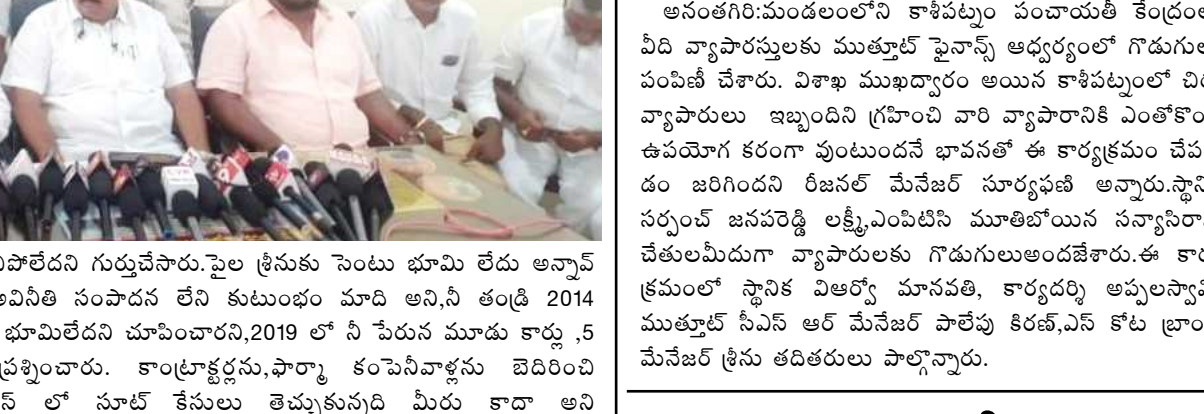 పోలేదని గుర్తుచేసారు.పైల శ్రీనుకు సెంటు భూమి లేదు అన్నావ్
అవినీతి సంపాదన లేని కుటుంభం మాది అని,నీ తండ్రి 2014
భూమిలేదని చూపించారని,2019 లో నీ పేరున మూడు కార్లు ,5
ప్రశ్నించారు. కాంట్రాక్టర్లను,ఫార్మా కంపెనీవాళ్లను బెదిరించి
లో సూట్ కేసులు తెచ్చుకున్నది మీరు కాదా అని
అనంతగిరి:మండలంలోని కాశీపట్నం పంచాయతీ
వీది వ్యాపారస్తులకు ముత్తూట్ ఫైనాన్స్ ఆధ్వర్యంలో
పంపిణీ చేశారు. విశాఖ ముఖద్వారం అయిన కాశీపట్నంలో
వ్యాపారులు ఇబ్బందిని గ్రహించి వారి వ్యాపారానికి
ఉపయోగ కరంగా వుంటుందనే భావనతో ఈ కార్యక్రమం
డం జరిగిందని రీజనల్ మేనేజర్ సూర్యఫణి అన్నారు.
సర్పంచ్ జనపరెడ్డి లక్ష్మీ,ఎంపిటిసి మూతిబోయిన
చేతులమీదుగా వ్యాపారులకు గొడుగులుఅందజేశారు.ఈ
క్రమంలో స్థానిక విఆర్వో మానవతి, కార్యదర్శి
ముత్తూట్ సీఎస్ ఆర్ మేనేజర్ పాలేపు కిరణ్,ఎస్ కోట
మేనేజర్ శ్రీను తదితరులు పాల్గొన్నారు.